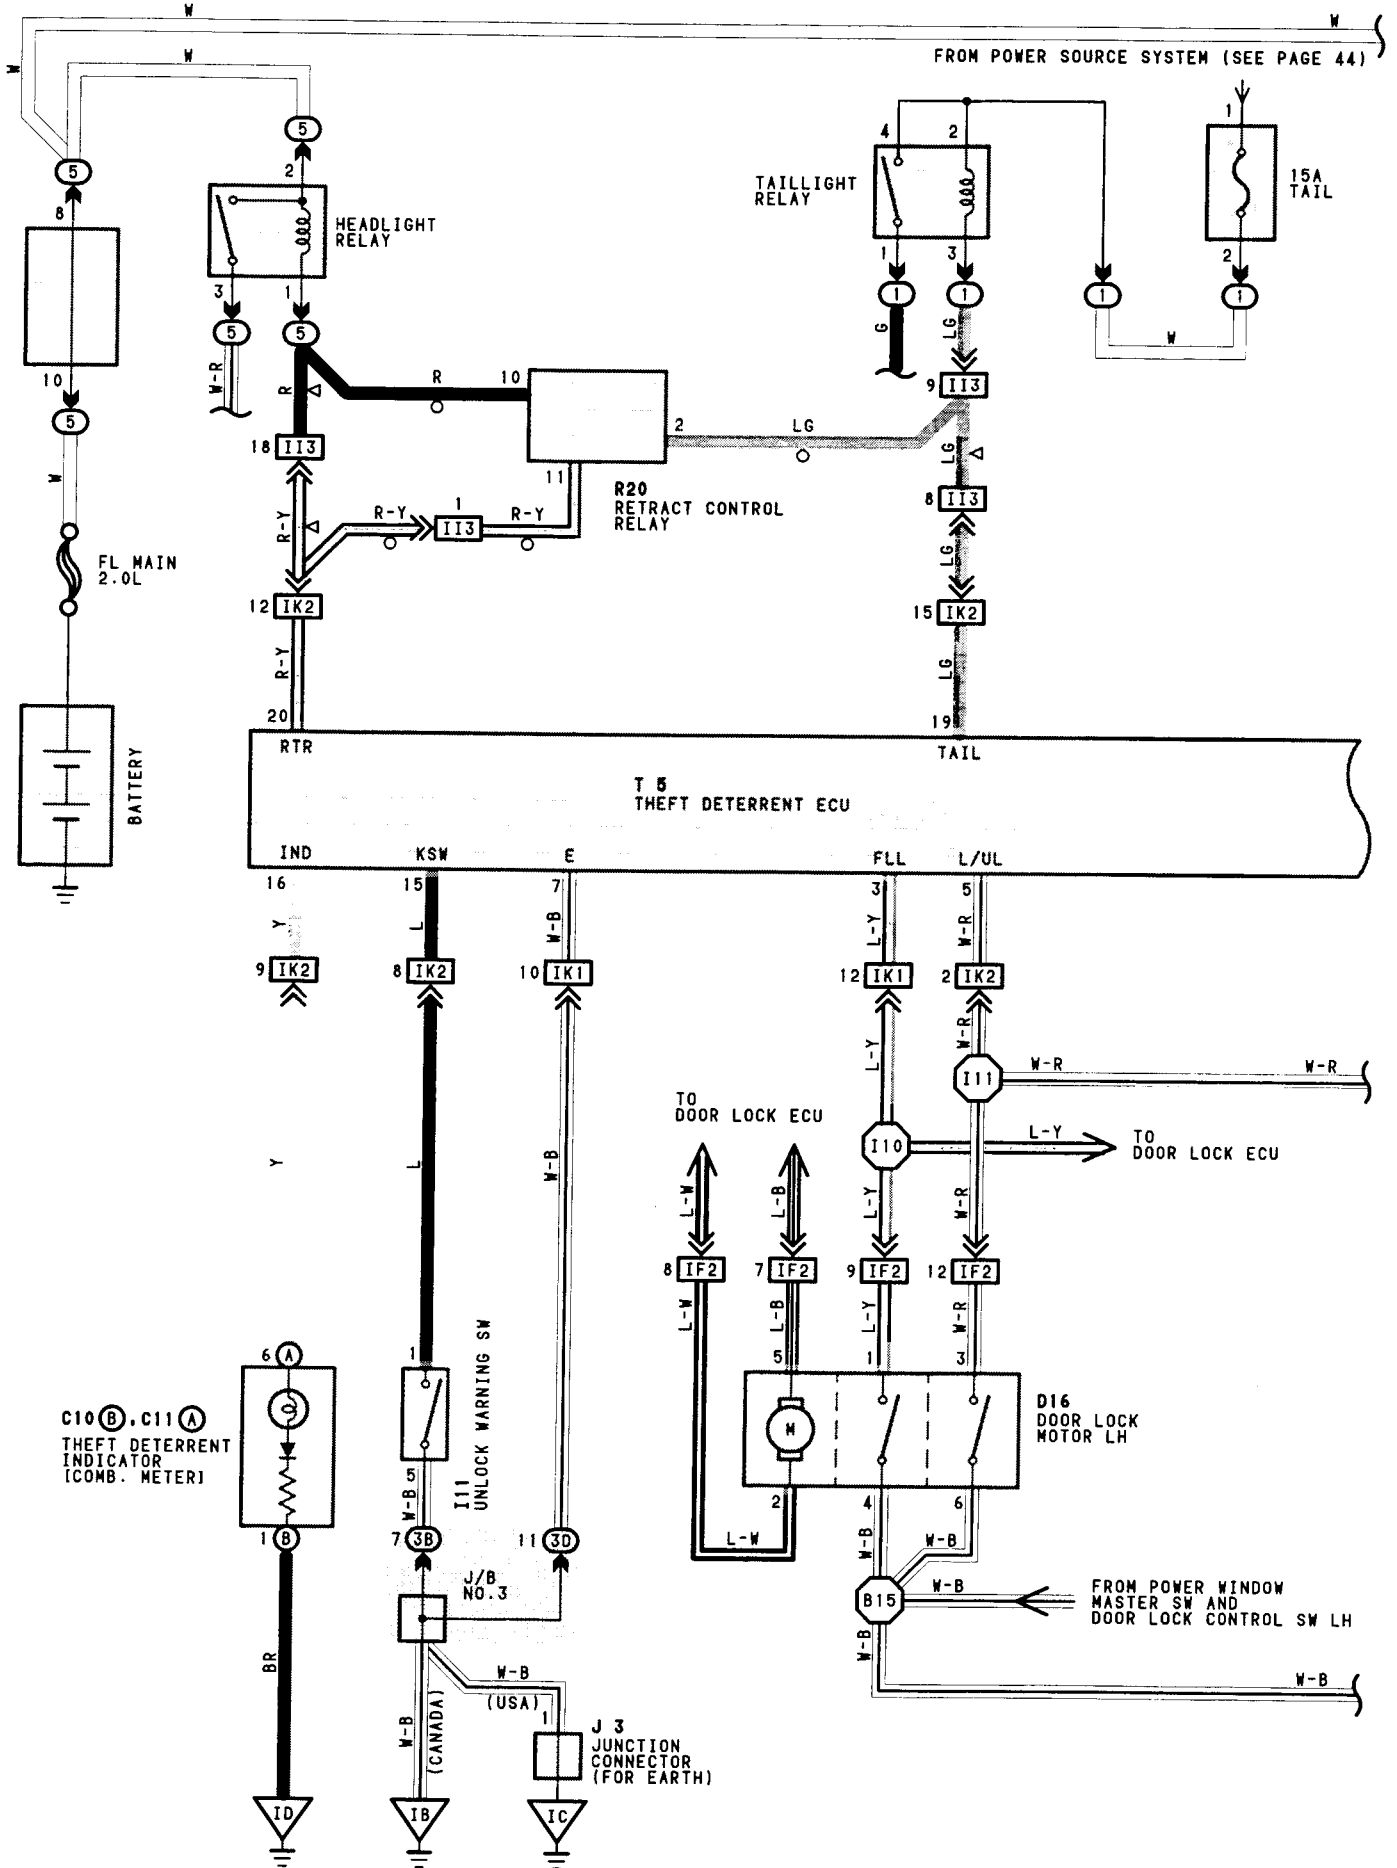 W
W
FROM POWER SOURCE SYSTEM (SEE PAGE 44)
W
W
5
5
1
4
2
2
8
HEADLIGHT
RELAY
TAILLIGHT
RELAY
15A
TAIL
3
1
1
3
2
5
5
1
1
1
1
W
W-R
R
G
LG
10
5
R
10
9 II3
18 II3
2
LG
LG
11
R20
RETRACT CONTROL
RELAY
8 II3
W
R-Y
R-Y
1
II3
R-Y
LG
FL MAIN
2.0L
12 IK2
15 IK2
R-Y
LG
20
19
RTR
TAIL
BATTERY
T 5
THEFT DETERRENT ECU
IND
KSW
E
FLL
L/UL
16
15
7
3
5
Y
L
W-B
L-Y
W-R
9 IK2
8 IK2
10 IK1
12 IK1
2 IK2
L-Y
W-R
I11
W-R
W-R
TO
DOOR LOCK ECU
I10
L-Y
TO
DOOR LOCK ECU
Y
L
W-B
L-W
L-B
L-Y
W-R
8 IF2
7 IF2
9 IF2
12 IF2
L-W
L-B
L-Y
W-R
6 A
1
5
1
3
I11
UNLOCK WARNING SW
C10 B , C11 A
THEFT DETERRENT
INDICATOR
[COMB. METER]
M
D16
DOOR LOCK
MOTOR LH
5
W-B
2
4
6
1 B
7 3B
11 3D
L-W
W-B
W-B
J/B
NO.3
B15
W-B
FROM POWER WINDOW
MASTER SW AND
DOOR LOCK CONTROL SW LH
BR
W-B
W-B
W-B
(USA)
W-B
(CANADA)
1
J 3
JUNCTION
CONNECTOR
(FOR EARTH)
ID
IB
IC